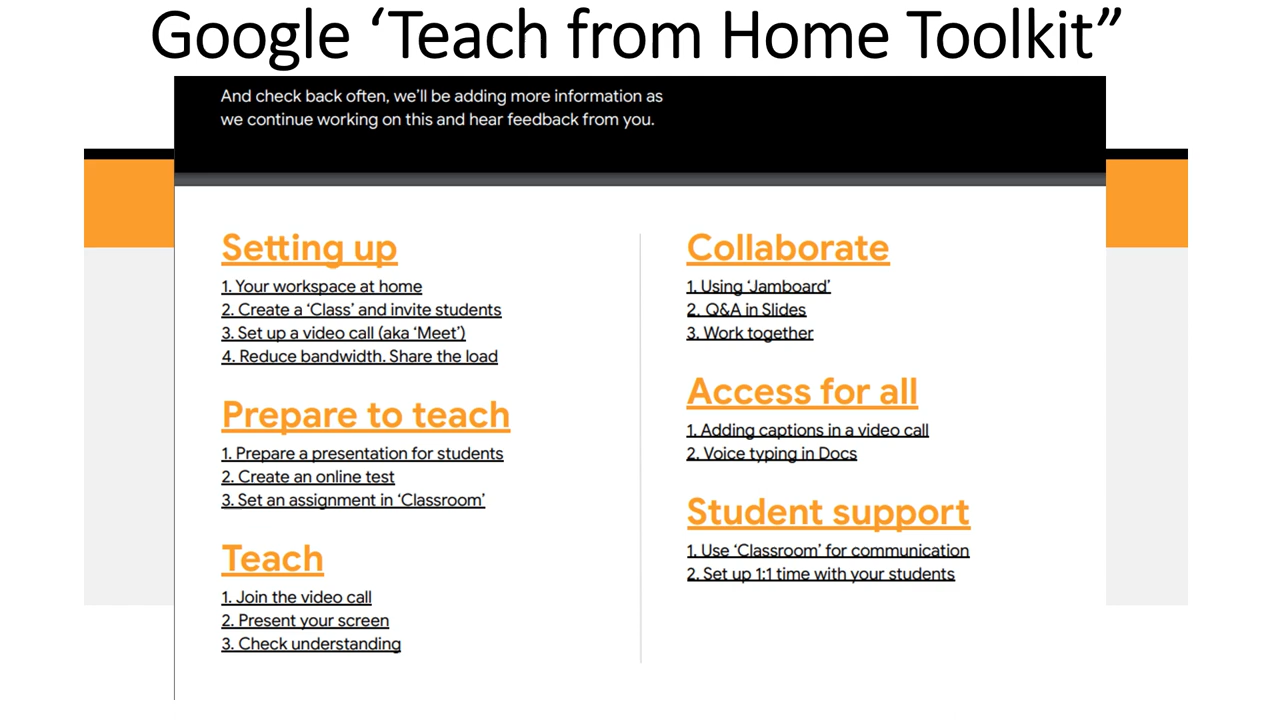 Google ‘Teach from Home Toolkit”
And check back often, we’ll be adding more information as
we continue working on this and hear feedback from you.
Setting up
1. Your workspace at home
2. Create a ‘Class’ and invite students
3. Set up a video call (aka ‘Meet’)
4. Reduce bandwidth. Share the load
Prepare to teach
1. Prepare a presentation for students
2. Create an online test
3. Set an assignment in ‘Classroom’
Teach
1. Join the video call
2. Present your screen
3. Check understanding
Collaborate
1. Using ‘Jamboard’
2. Q&A in Slides
3. Work together
Access for all
1. Adding captions in a video call
2. Voice typing in Docs
Student support
1. Use ‘Classroom’ for communication
2. Set up 1:1 time with your students